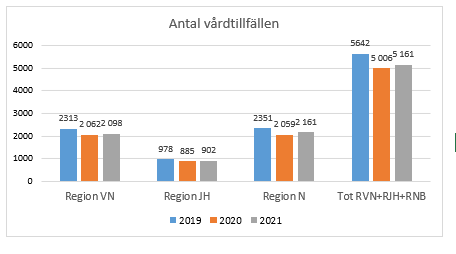 Antal vårdtillfällen
6000
5000
4000
3000
2000
1000
0
2313 2 062 2 098
978 885 902
2351 2 059 2 161
5642 5 006 5 161
Region VN Region JH Region N Tot RVN+RJH+RNB
2019 2020 2021